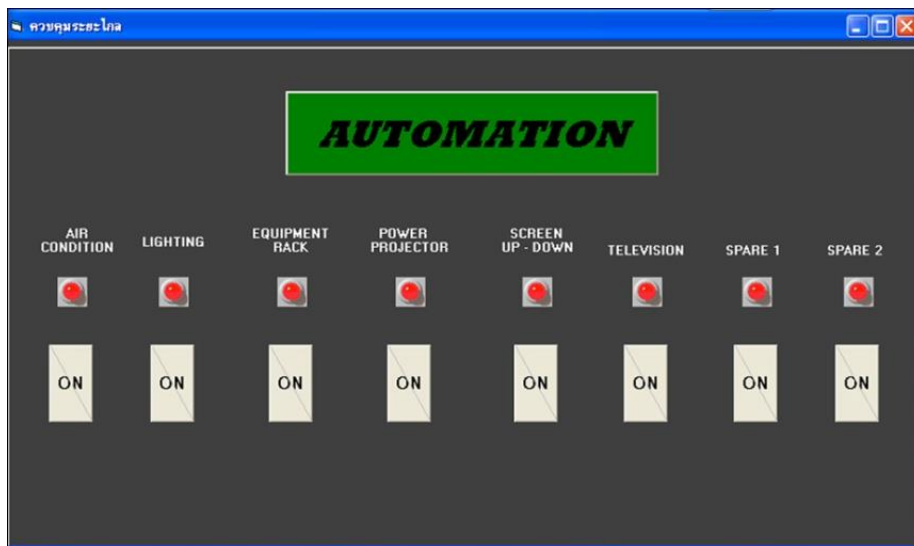 ควบคุมระยะไกล
AUTOMATION
AIR
CONDITION
LIGHTING
EQUIPMENT
RACK
POWER
PROJECTOR
SCREEN
UP - DOWN
TELEVISION
SPARE 1
SPARE 2
ON
ON
ON
ON
ON
ON
ON
ON